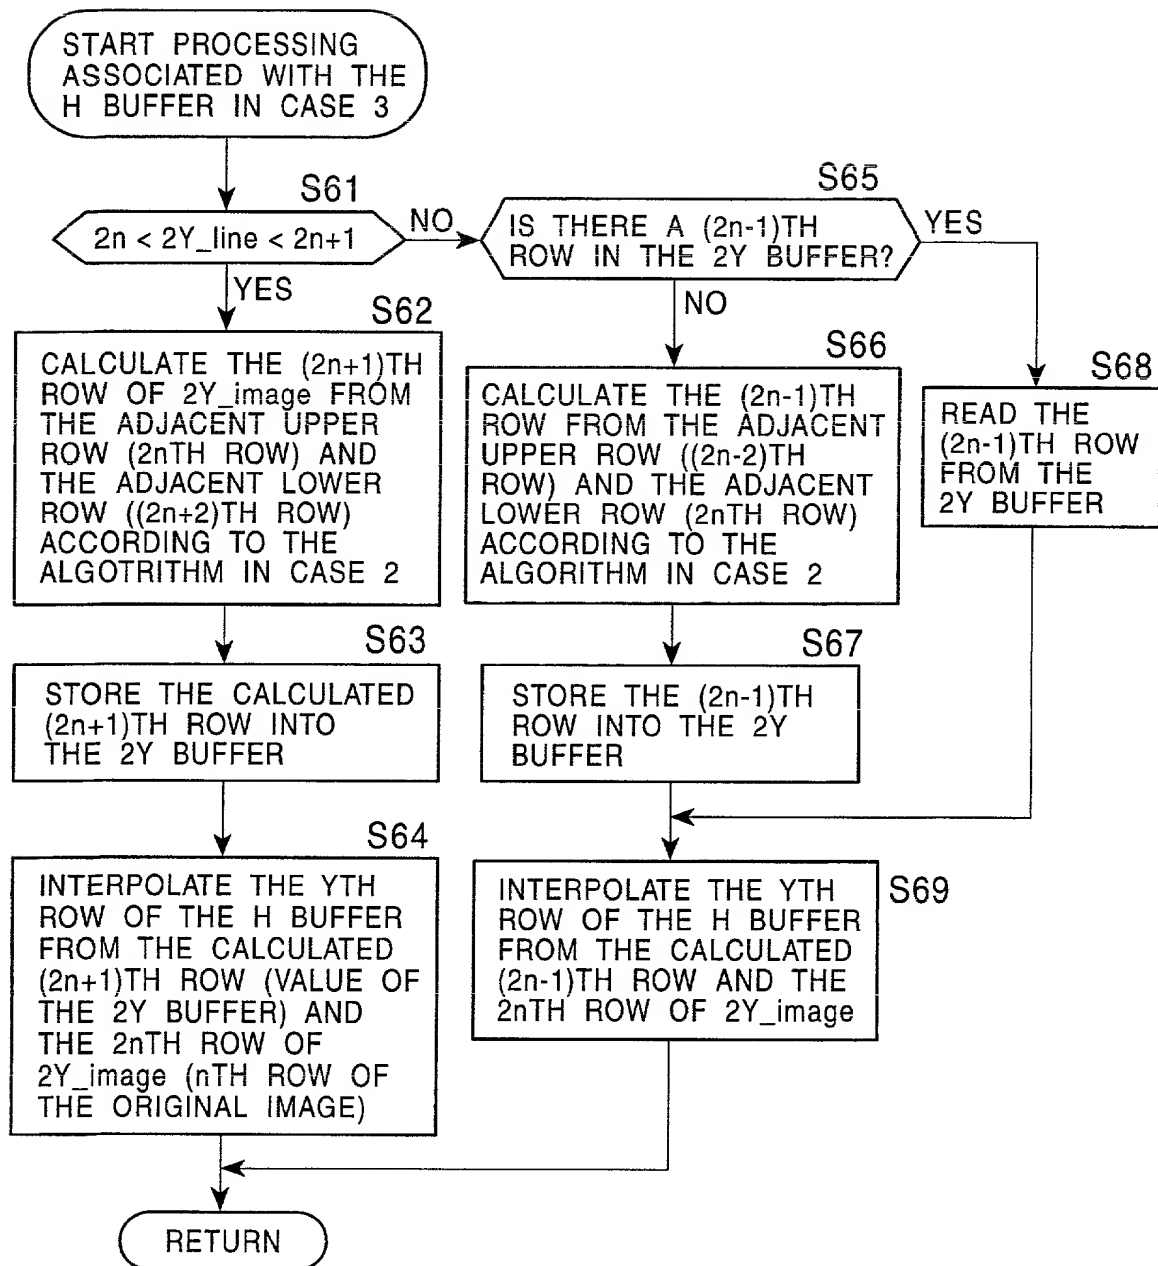 START PROCESSING
ASSOCIATED WITH THE
H BUFFER IN CASE 3
S61
2n < 2Y_line < 2n+1
NO
YES
S65
IS THERE A (2n-1)TH
ROW IN THE 2Y BUFFER?
YES
NO
S62
CALCULATE THE (2n+1)TH
ROW OF 2Y_image FROM
THE ADJACENT UPPER
ROW (2nTH ROW) AND
THE ADJACENT LOWER
ROW ((2n+2)TH ROW)
ACCORDING TO THE
ALGOTRITHM IN CASE 2
S66
CALCULATE THE (2n-1)TH
ROW FROM THE ADJACENT
UPPER ROW ((2n-2)TH
ROW) AND THE ADJACENT
LOWER ROW (2nTH ROW)
ACCORDING TO THE
ALGORITHM IN CASE 2
S68
READ THE
(2n-1)TH ROW
FROM THE
2Y BUFFER
S63
STORE THE CALCULATED
(2n+1)TH ROW INTO
THE 2Y BUFFER
S67
STORE THE (2n-1)TH
ROW INTO THE 2Y
BUFFER
S64
INTERPOLATE THE YTH
ROW OF THE H BUFFER
FROM THE CALCULATED
(2n+1)TH ROW (VALUE OF
THE 2Y BUFFER) AND
THE 2nTH ROW OF
2Y_image (nTH ROW OF
THE ORIGINAL IMAGE)
S69
INTERPOLATE THE YTH
ROW OF THE H BUFFER
FROM THE CALCULATED
(2n-1)TH ROW AND THE
2nTH ROW OF 2Y_image
RETURN